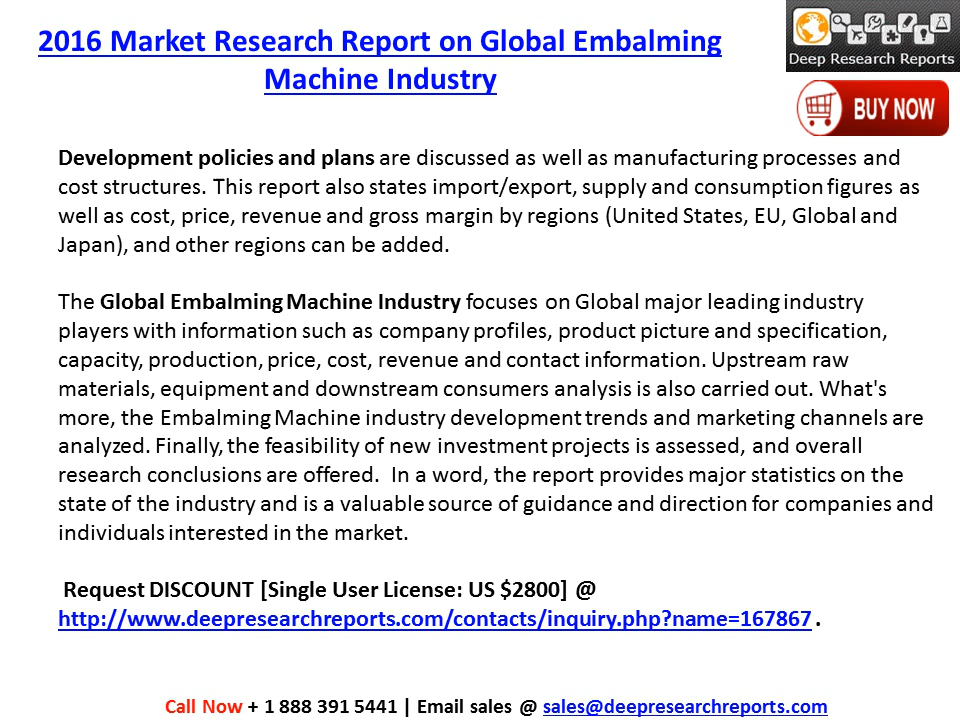 2016 Market Research Report on Global Embalming
Machine Industry
Deep Research Reports
BUY NOW
Development policies and plans are discussed as well as manufacturing processes and
cost structures. This report also states import/export, supply and consumption figures as
well as cost, price, revenue and gross margin by regions (United States, EU, Global and
Japan), and other regions can be added.
The Global Embalming Machine Industry focuses on Global major leading industry
players with information such as company profiles, product picture and specification,
capacity, production, price, cost, revenue and contact information. Upstream raw
materials, equipment and downstream consumers analysis is also carried out. What's
more, the Embalming Machine industry development trends and marketing channels are
analyzed. Finally, the feasibility of new investment projects is assessed, and overall
research conclusions are offered.  In a word, the report provides major statistics on the
state of the industry and is a valuable source of guidance and direction for companies and
individuals interested in the market.
Request DISCOUNT [Single User License: US $2800] @
http://www.deepresearchreports.com/contacts/inquiry.php?name=167867 .
Call Now + 1 888 391 5441 | Email sales @ sales@deepresearchreports.com